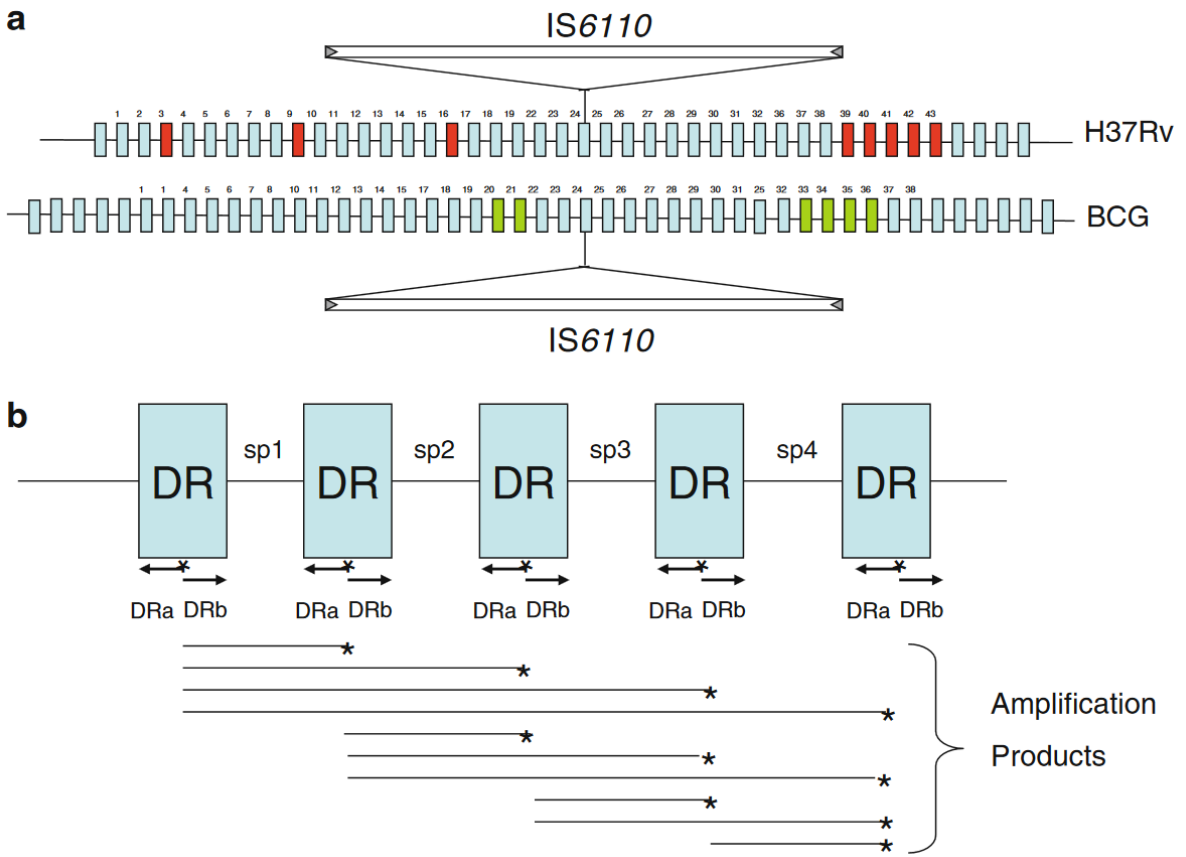 a
IS6110
1 2 3 4 5 6 7 8 9 10 11 12 13 14 15 16 17 18 19 22 23 24 25 26 27 28 29 30 31 32 36 37 38 39 40 41 42 43
H37Rv
1 1 4 5 6 7 8 10 11 12 13 14 15 17 18 19 20 21 22 23 24 25 26 27 28 29 30 31 25 32 33 34 35 36 37 38
BCG
IS6110
b
sp1 sp2 sp3 sp4
DR DR DR DR DR
DRa DRb DRa DRb DRa DRb DRa DRb DRa DRb
Amplification
Products